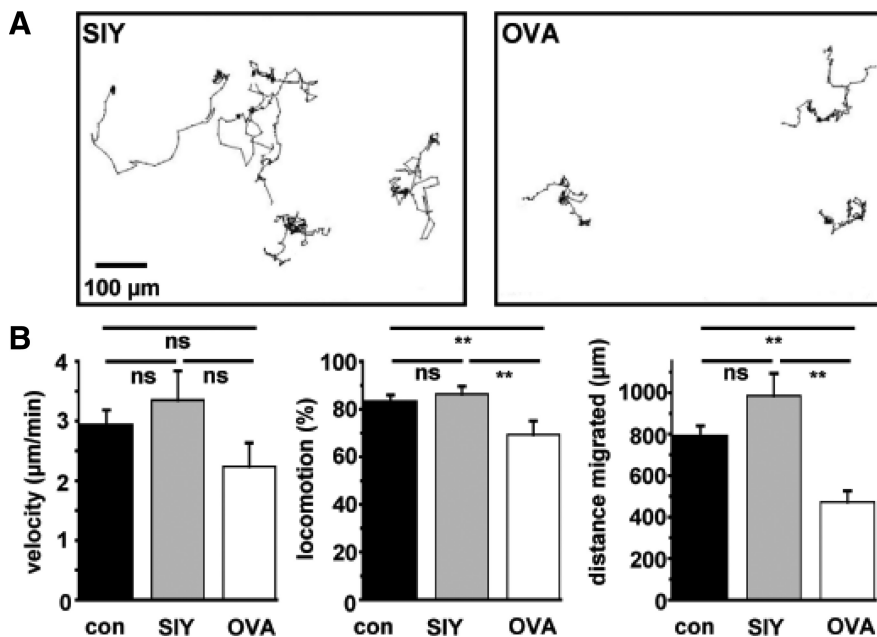 A
SIY
OVA
100 µm
B
ns
ns
ns
velocity (µm/min)
4
3
2
1
0
con
SIY
OVA
**
ns
**
locomotion (%)
100
80
60
40
20
0
con
SIY
OVA
**
ns
**
distance migrated (µm)
1000
800
600
400
200
0
con
SIY
OVA